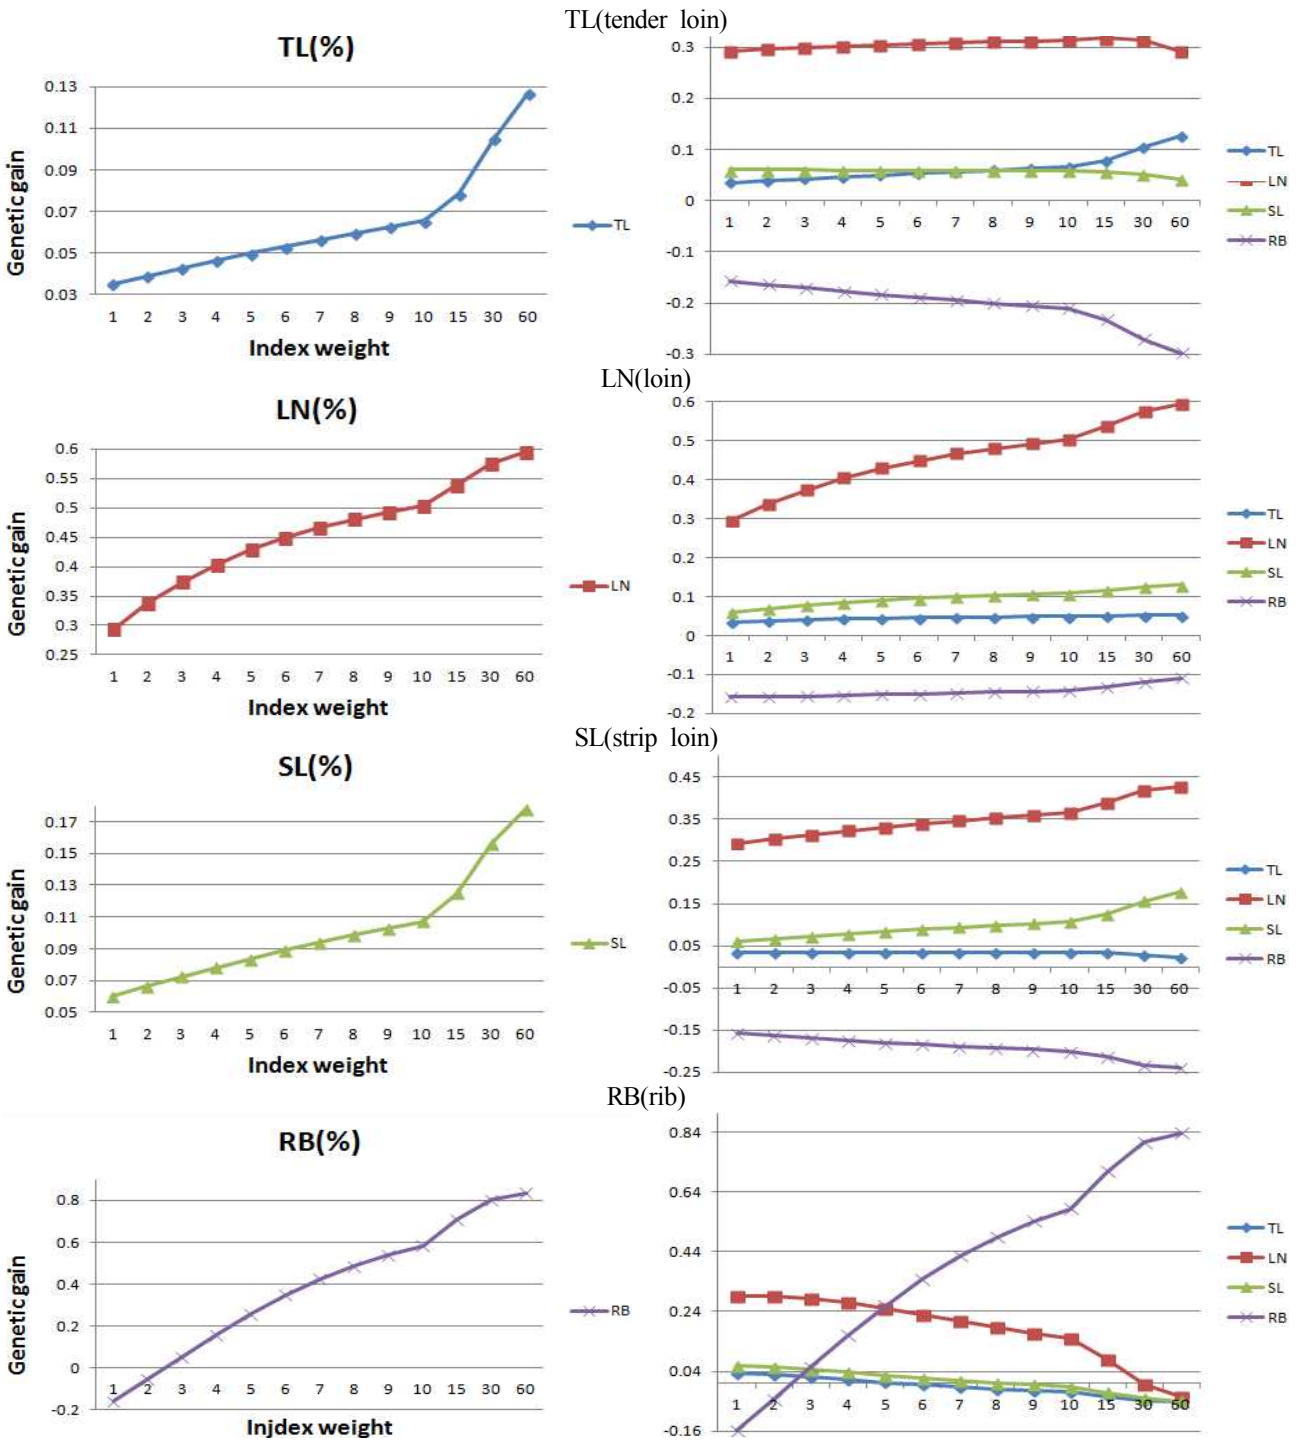 TL(tender loin)
TL(%)
0.13
0.11
0.09
0.07
0.05
0.03
Genetic gain
1 2 3 4 5 6 7 8 9 10 15 30 60
Index weight
TL
0.3
0.2
0.1
0
-0.1
-0.2
-0.3
1 2 3 4 5 6 7 8 9 10 15 30 60
TL
LN
SL
RB
LN(loin)
LN(%)
0.6
0.55
0.5
0.45
0.4
0.35
0.3
0.25
Genetic gain
1 2 3 4 5 6 7 8 9 10 15 30 60
Index weight
LN
0.6
0.5
0.4
0.3
0.2
0.1
0
-0.1
-0.2
1 2 3 4 5 6 7 8 9 10 15 30 60
TL
LN
SL
RB
SL(strip loin)
SL(%)
0.17
0.15
0.13
0.11
0.09
0.07
0.05
Genetic gain
1 2 3 4 5 6 7 8 9 10 15 30 60
Index weight
SL
0.45
0.35
0.25
0.15
0.05
-0.05
-0.15
-0.25
1 2 3 4 5 6 7 8 9 10 15 30 60
TL
LN
SL
RB
RB(rib)
RB(%)
0.8
0.6
0.4
0.2
0
-0.2
Genetic gain
1 2 3 4 5 6 7 8 9 10 15 30 60
Injdex weight
RB
0.84
0.64
0.44
0.24
0.04
-0.16
1 2 3 4 5 6 7 8 9 10 15 30 60
TL
LN
SL
RB